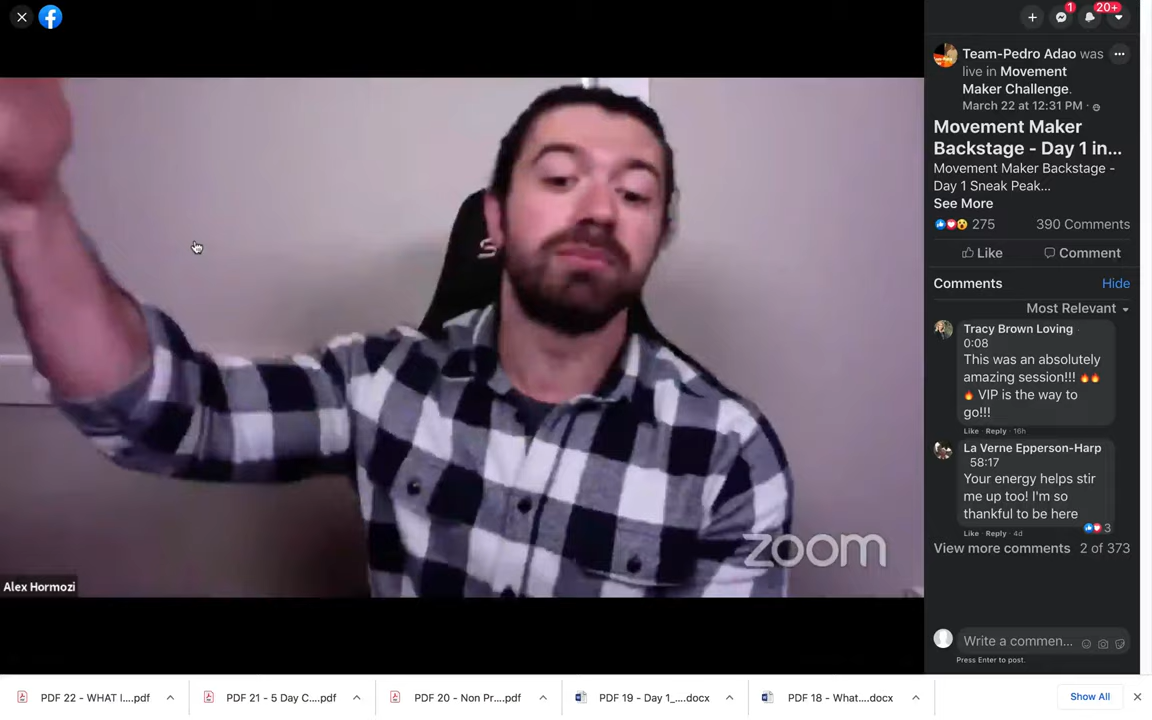 1
20+
Team-Pedro Adao was
live in Movement
Maker Challenge.
March 22 at 12:31 PM ·
Movement Maker
Backstage - Day 1 in...
Movement Maker Backstage -
Day 1 Sneak Peak...
See More
275
390 Comments
Like
Comment
Comments
Hide
Most Relevant
Tracy Brown Loving
0:08
This was an absolutely
amazing session!!!
VIP is the way to
go!!!
Like · Reply · 16h
La Verne Epperson-Harp
58:17
Your energy helps stir
me up too! I'm so
thankful to be here
3
Like · Reply · 4d
View more comments
2 of 373
Write a commen...
Press Enter to post.
S
zoom
Alex Hormozi
PDF 22 - WHAT I....pdf
PDF 21 - 5 Day C....pdf
PDF 20 - Non Pr....pdf
PDF 19 - Day 1_....docx
PDF 18 - What....docx
Show All